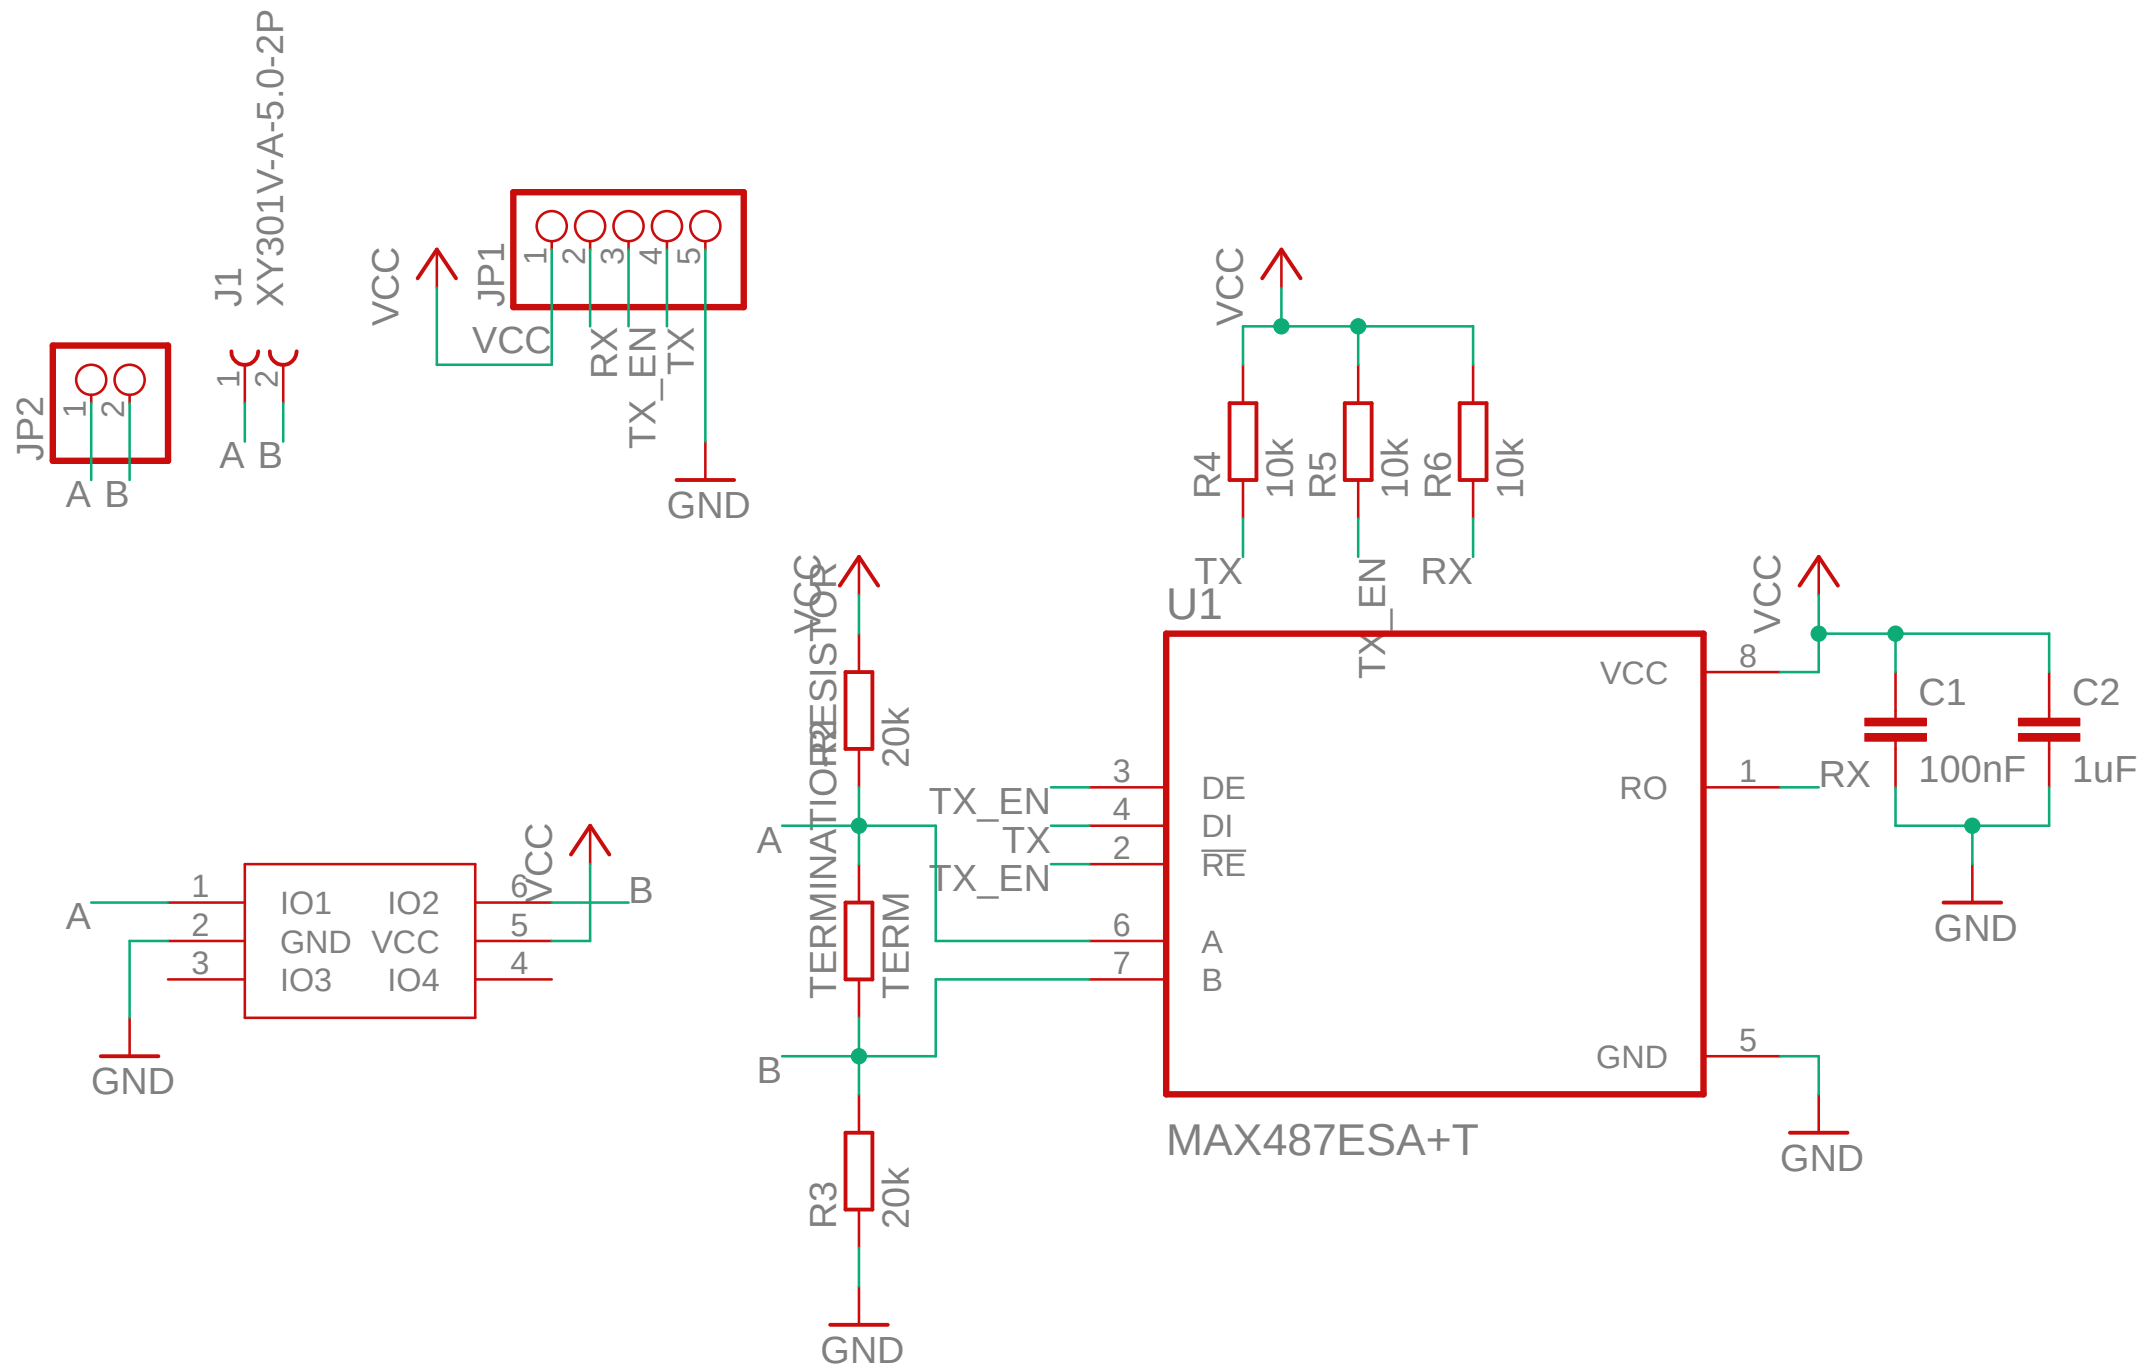 J1
XY301V-A-5.0-2P
JP2
1
2
A
B
1
2
A
B
VCC
JP1
1
2
3
4
5
VCC
RX
TX_EN
TX
GND
VCC
R4
10k
R5
10k
R6
10k
TX
TX_EN
RX
VCC
R2
20k
A
TERMINATIOR RESISTOR
TERM
B
R3
20k
GND
U1
3
DE
TX_EN
4
DI
TX
2
RE
TX_EN
6
A
7
B
VCC
8
RO
1
RX
GND
5
GND
MAX487ESA+T
VCC
C1
100nF
C2
1uF
GND
A
1
IO1
2
GND
3
IO3
IO2
6
B
VCC
5
VCC
IO4
4
GND